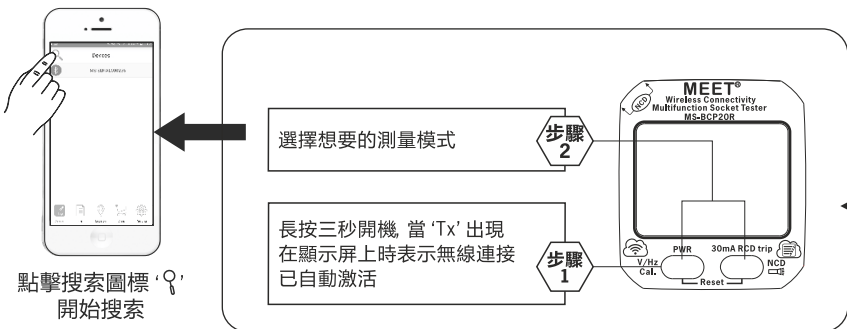 Devices
選擇想要的測量模式
步驟
2
長按三秒開機, 當 ‘Tx’ 出現
在顯示屏上時表示無線連接
已自動激活
步驟
1
點擊搜索圖標 ‘ ’
開始搜索
NCD
MEET®
Wireless Connectivity
Multifunction Socket Tester
MS-BCP20R
PWR
30mA RCD trip
V/Hz
Cal.
NCD
Reset